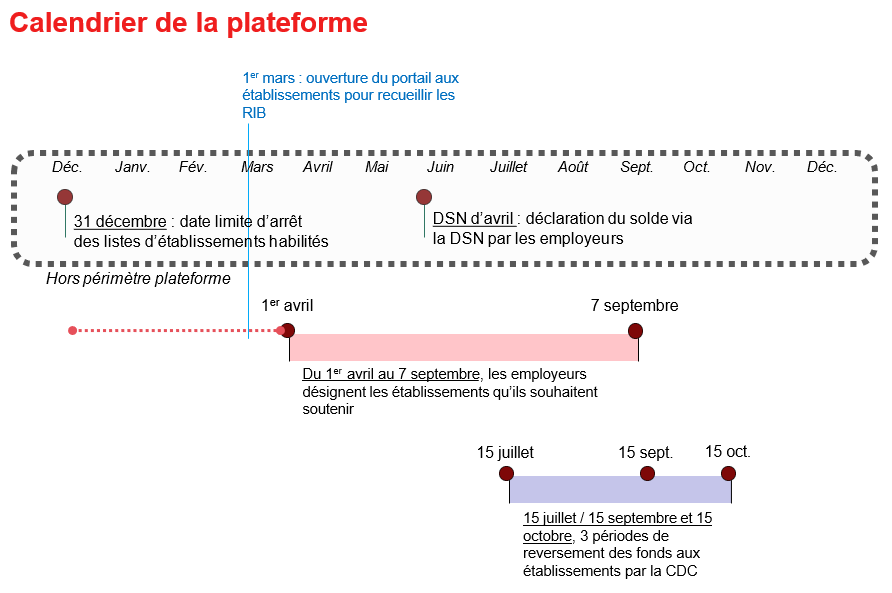 Calendrier de la plateforme
1er mars : ouverture du portail aux
établissements pour recueillir les
RIB
Déc. Janv. Fév. Mars Avril Mai Juin Juillet Août Sept. Oct. Nov. Déc.
31 décembre : date limite d'arrêt
des listes d'établissements habilités
DSN d'avril : déclaration du solde via
la DSN par les employeurs
Hors périmètre plateforme
1er avril 7 septembre
Du 1er avril au 7 septembre, les employeurs
désignent les établissements qu'ils souhaitent
soutenir
15 juillet 15 sept. 15 oct.
15 juillet / 15 septembre et 15
octobre, 3 périodes de
reversement des fonds aux
établissements par la CDC